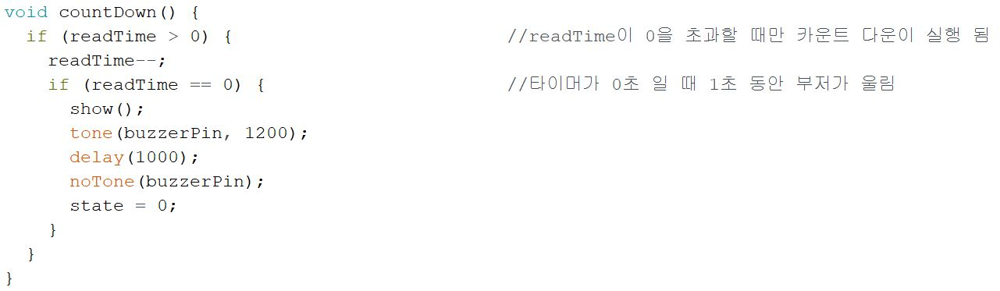 void countDown() {
if (readTime > 0) { //readTime이 0을 초과할 때만 카운트 다운이 실행 됨
readTime--;
if (readTime == 0) { //타이머가 0초 일 때 1초 동안 부저가 울림
show();
tone(buzzerPin, 1200);
delay(1000);
noTone(buzzerPin);
state = 0;
}
}
}